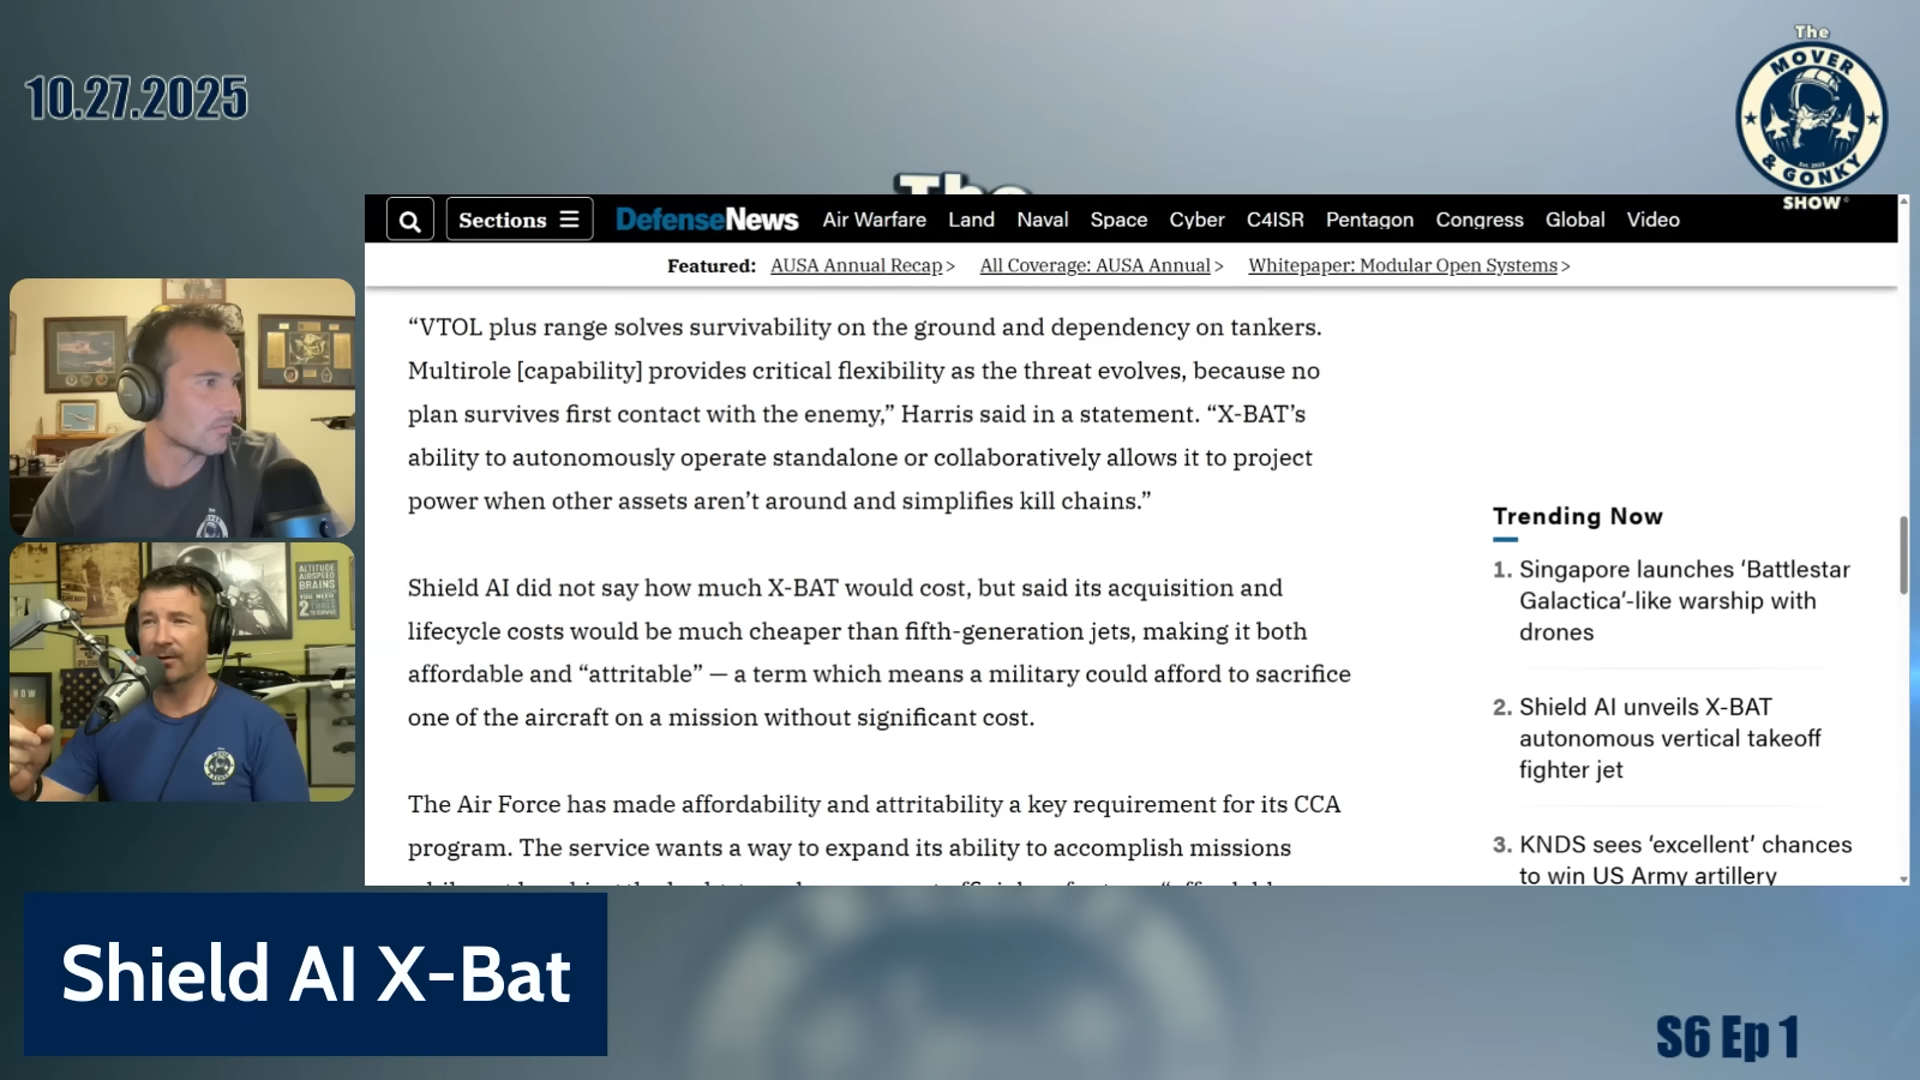 10.27.2025
The
MOVER
& GONKY
SHOW
The
Sections
DefenseNews
Air Warfare
Land
Naval
Space
Cyber
C4ISR
Pentagon
Congress
Global
Video
Featured: AUSA Annual Recap > All Coverage: AUSA Annual > Whitepaper: Modular Open Systems >
“VTOL plus range solves survivability on the ground and dependency on tankers.
Multirole [capability] provides critical flexibility as the threat evolves, because no
plan survives first contact with the enemy,” Harris said in a statement. “X-BAT’s
ability to autonomously operate standalone or collaboratively allows it to project
power when other assets aren’t around and simplifies kill chains.”
Shield AI did not say how much X-BAT would cost, but said its acquisition and
lifecycle costs would be much cheaper than fifth-generation jets, making it both
affordable and “attritable” — a term which means a military could afford to sacrifice
one of the aircraft on a mission without significant cost.
The Air Force has made affordability and attritability a key requirement for its CCA
program. The service wants a way to expand its ability to accomplish missions
Trending Now
1. Singapore launches ‘Battlestar
Galactica’-like warship with
drones
2. Shield AI unveils X-BAT
autonomous vertical takeoff
fighter jet
3. KNDS sees ‘excellent’ chances
to win US Army artillery
ALTITUDE
AIRSPEED
BRAINS
YOU NEED
2
Shield AI X-Bat
S6 Ep 1